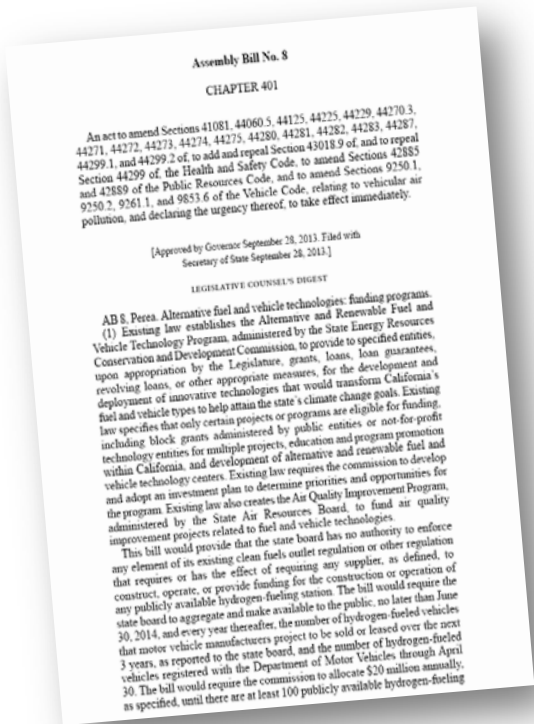 Assembly Bill No. 8
CHAPTER 401
An act to amend Sections 41081, 44060.5, 44125, 44225, 44229, 44270.3,
44271, 44272, 44273, 44274, 44275, 44280, 44281, 44282, 44283, 44287,
44299.1, and 44299.2 of, to add and repeal Section 43018.9 of, and to repeal
Section 44299 of, the Health and Safety Code, to amend Sections 42885
and 42889 of the Public Resources Code, and to amend Sections 9250.1,
9250.2, 9261.1, and 9853.6 of the Vehicle Code, relating to vehicular air
pollution, and declaring the urgency thereof, to take effect immediately.
[Approved by Governor September 28, 2013. Filed with
Secretary of State September 28, 2013.]
LEGISLATIVE COUNSEL'S DIGEST
AB 8, Perea. Alternative fuel and vehicle technologies: funding programs.
(1) Existing law establishes the Alternative and Renewable Fuel and
Vehicle Technology Program, administered by the State Energy Resources
Conservation and Development Commission, to provide to specified entities,
upon appropriation by the Legislature, grants, loans, loan guarantees,
revolving loans, or other appropriate measures, for the development and
deployment of innovative technologies that would transform California's
fuel and vehicle types to help attain the state's climate change goals. Existing
law specifies that only certain projects or programs are eligible for funding,
including block grants administered by public entities or not-for-profit
technology entities for multiple projects, education and program promotion
within California, and development of alternative and renewable fuel and
vehicle technology centers. Existing law requires the commission to develop
and adopt an investment plan to determine priorities and opportunities for
the program. Existing law also creates the Air Quality Improvement Program,
administered by the State Air Resources Board, to fund air quality
improvement projects related to fuel and vehicle technologies.
This bill would provide that the state board has no authority to enforce
any element of its existing clean fuels outlet regulation or other regulation
that requires or has the effect of requiring any supplier, as defined, to
construct, operate, or provide funding for the construction or operation of
any publicly available hydrogen-fueling station. The bill would require the
state board to aggregate and make available to the public, no later than June
30, 2014, and every year thereafter, the number of hydrogen-fueled vehicles
that motor vehicle manufacturers project to be sold or leased over the next
3 years, as reported to the state board, and the number of hydrogen-fueled
vehicles registered with the Department of Motor Vehicles through April
30. The bill would require the commission to allocate $20 million annually,
as specified, until there are at least 100 publicly available hydrogen-fueling